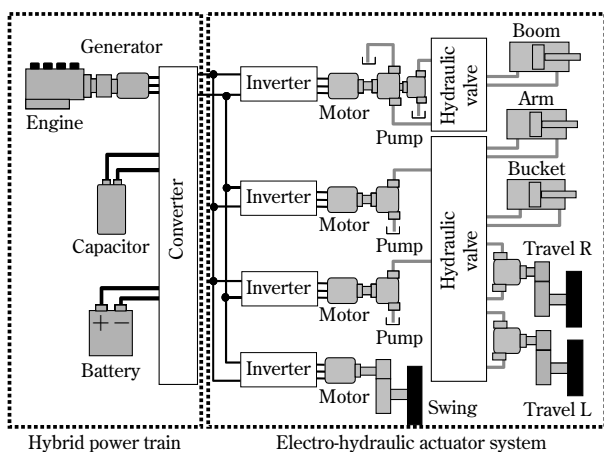 Generator
Engine
Capacitor
Battery
+ −
Converter
Hybrid power train
Inverter
Motor
Pump
Hydraulic
valve
Boom
Inverter
Motor
Pump
Arm
Bucket
Inverter
Motor
Pump
Hydraulic
valve
Travel R
Travel L
Inverter
Motor
Swing
Electro-hydraulic actuator system